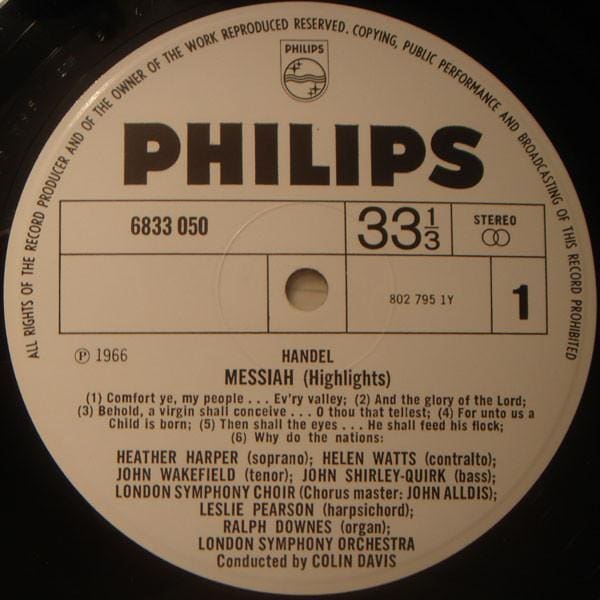 ALL RIGHTS OF THE RECORD PRODUCER AND OF THE OWNER OF THE WORK REPRODUCED RESERVED. COPYING, PUBLIC PERFORMANCE AND BROADCASTING OF THIS RECORD PROHIBITED
PHILIPS
PHILIPS
6833 050
33 1/3
STEREO
802 795 1Y
1
Ⓟ 1966
HANDEL
MESSIAH (Highlights)
(1) Comfort ye, my people . . . Ev'ry valley; (2) And the glory of the Lord;
(3) Behold, a virgin shall conceive . . . O thou that tellest; (4) For unto us a
Child is born; (5) Then shall the eyes . . . He shall feed his flock;
(6) Why do the nations:
HEATHER HARPER (soprano); HELEN WATTS (contralto);
JOHN WAKEFIELD (tenor); JOHN SHIRLEY-QUIRK (bass);
LONDON SYMPHONY CHOIR (Chorus master: JOHN ALLDIS);
LESLIE PEARSON (harpsichord);
RALPH DOWNES (organ);
LONDON SYMPHONY ORCHESTRA
Conducted by COLIN DAVIS